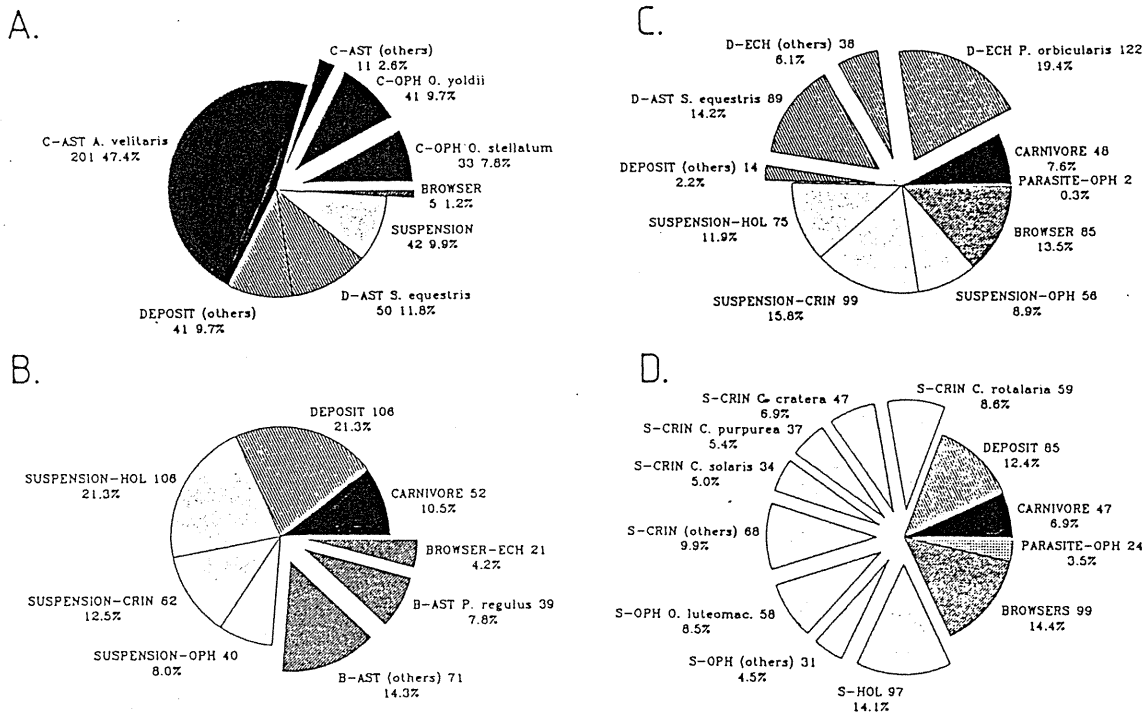 A.
C-AST (others)
11 2.6%
C-OPH O. yoldii
41 9.7%
C-AST A. velitaris
201 47.4%
C-OPH O. stellatum
33 7.8%
BROWSER
5 1.2%
SUSPENSION
42 9.9%
D-AST S. equestris
50 11.8%
DEPOSIT (others)
41 9.7%
C.
D-ECH (others) 38
6.1%
D-ECH P. orbicularis 122
19.4%
D-AST S. equestris 89
14.2%
DEPOSIT (others) 14
2.2%
CARNIVORE 48
7.6%
PARASITE-OPH 2
0.3%
SUSPENSION-HOL 75
11.9%
BROWSER 85
13.5%
SUSPENSION-CRIN 99
15.8%
SUSPENSION-OPH 56
8.9%
B.
DEPOSIT 106
21.3%
SUSPENSION-HOL 106
21.3%
CARNIVORE 52
10.5%
BROWSER-ECH 21
4.2%
B-AST P. regulus 39
7.8%
SUSPENSION-CRIN 62
12.5%
SUSPENSION-OPH 40
8.0%
B-AST (others) 71
14.3%
D.
S-CRIN C. cratera 47
6.9%
S-CRIN C. rotalaria 59
8.6%
S-CRIN C. purpurea 37
5.4%
DEPOSIT 85
12.4%
S-CRIN C. solaris 34
5.0%
CARNIVORE 47
6.9%
S-CRIN (others) 68
9.9%
PARASITE-OPH 24
3.5%
BROWSERS 99
14.4%
S-OPH O. luteomac. 58
8.5%
S-OPH (others) 31
4.5%
S-HOL 97
14.1%